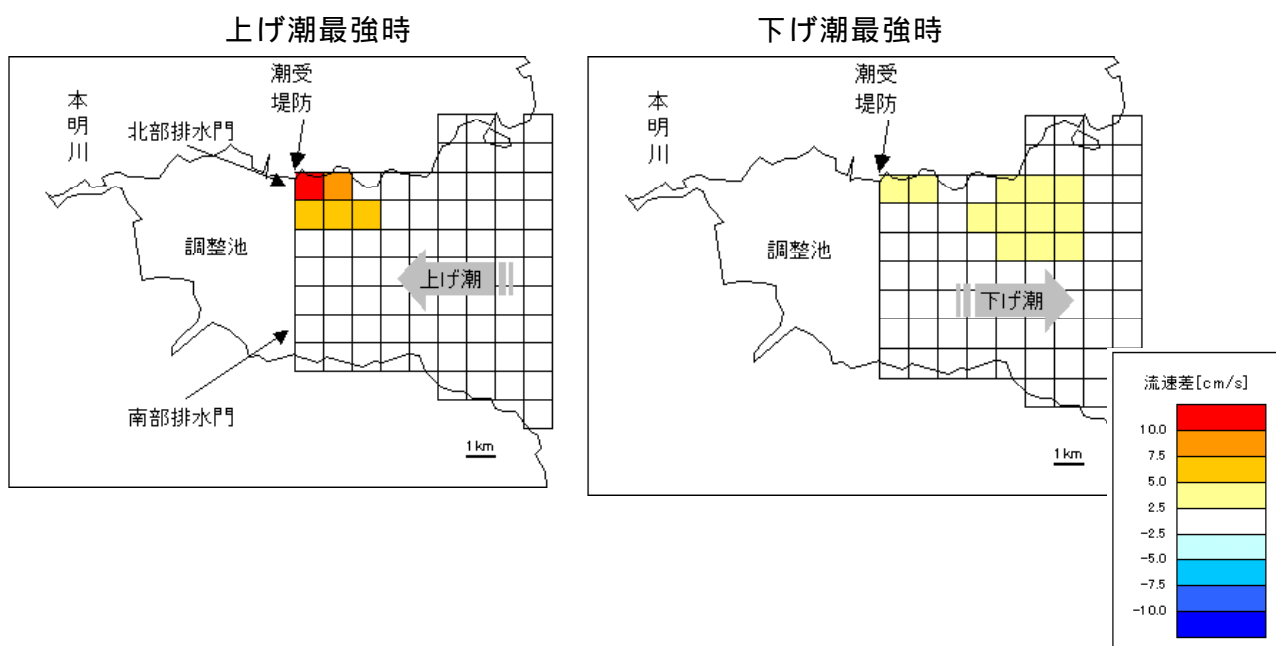 上げ潮最強時
下げ潮最強時
潮受
堤防
本明川
北部排水門
調整池
上げ潮
南部排水門
1km
潮受
堤防
本明川
調整池
下げ潮
1km
流速差[cm/s]
10.0
7.5
5.0
2.5
-2.5
-5.0
-7.5
-10.0